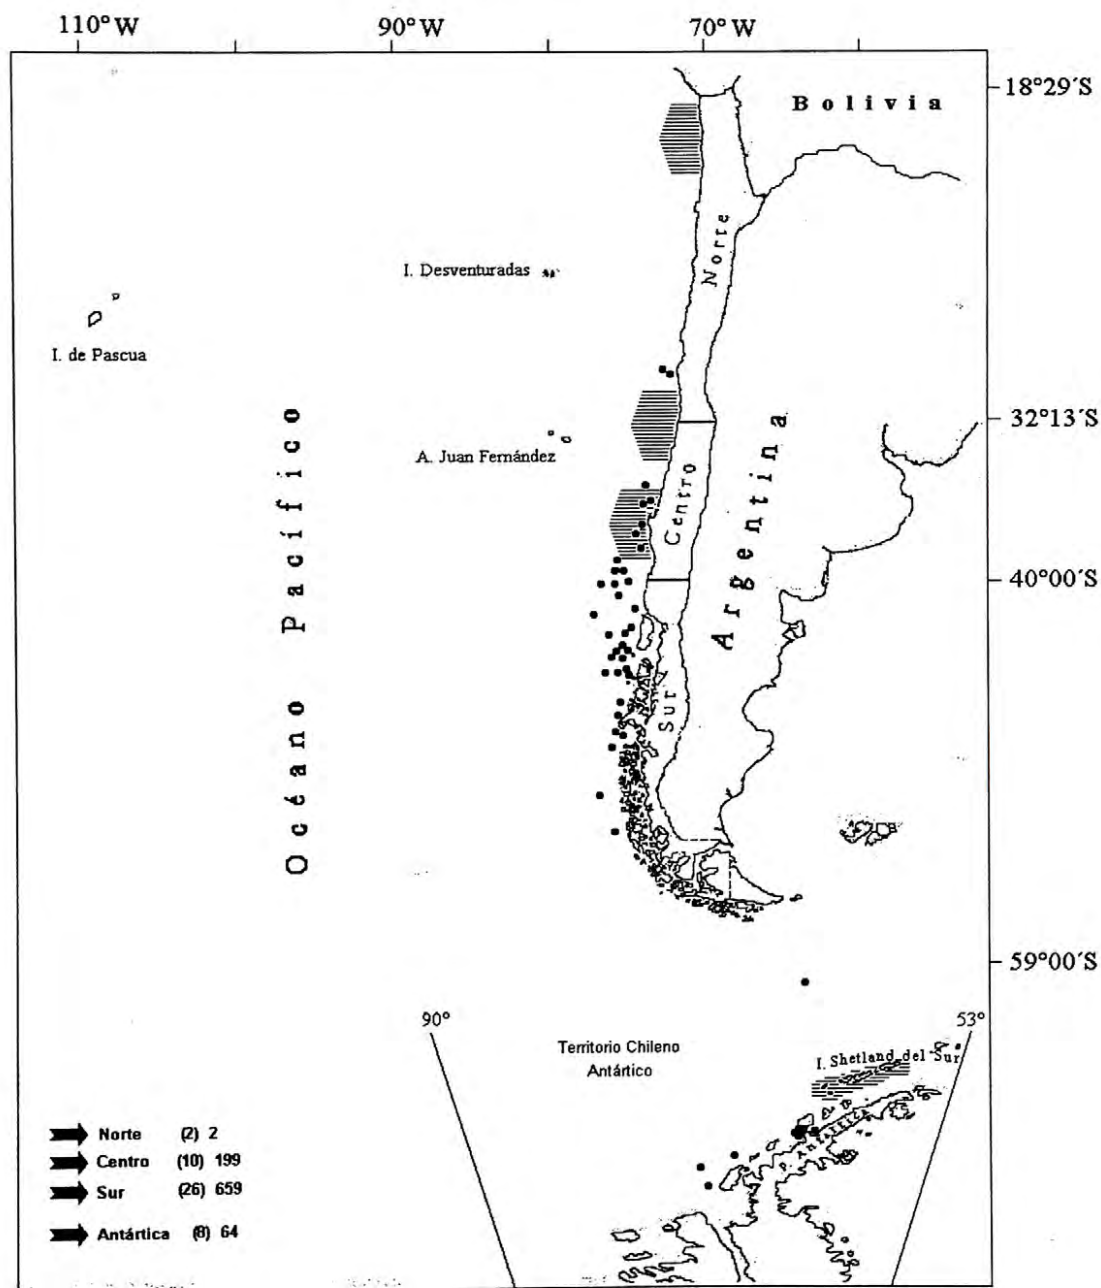 110°W 90°W 70°W
18°29´S
Bolivia
Norte
I. Desventuradas
I. de Pascua
32°13´S
A. Juan Fernández
Centro
Argentina
Océano Pacífico
40°00´S
Sur
59°00´S
90° 53°
Territorio Chileno
Antártico
I. Shetland del Sur
Norte (2) 2
Centro (10) 199
Sur (26) 659
Antártica (8) 64